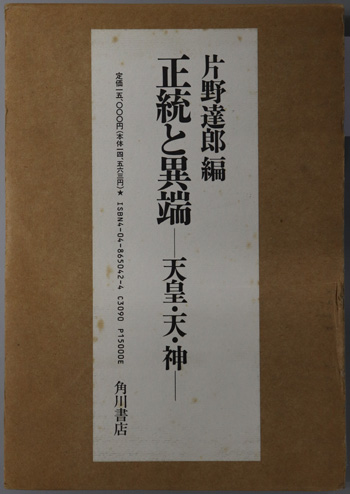 片野達郎編
正統と異端
―天皇・天・神―
定価一五、〇〇〇円(本体一四、五六三円)★ ISBN4-04-865042-4 C3090 P15000E
角川書店